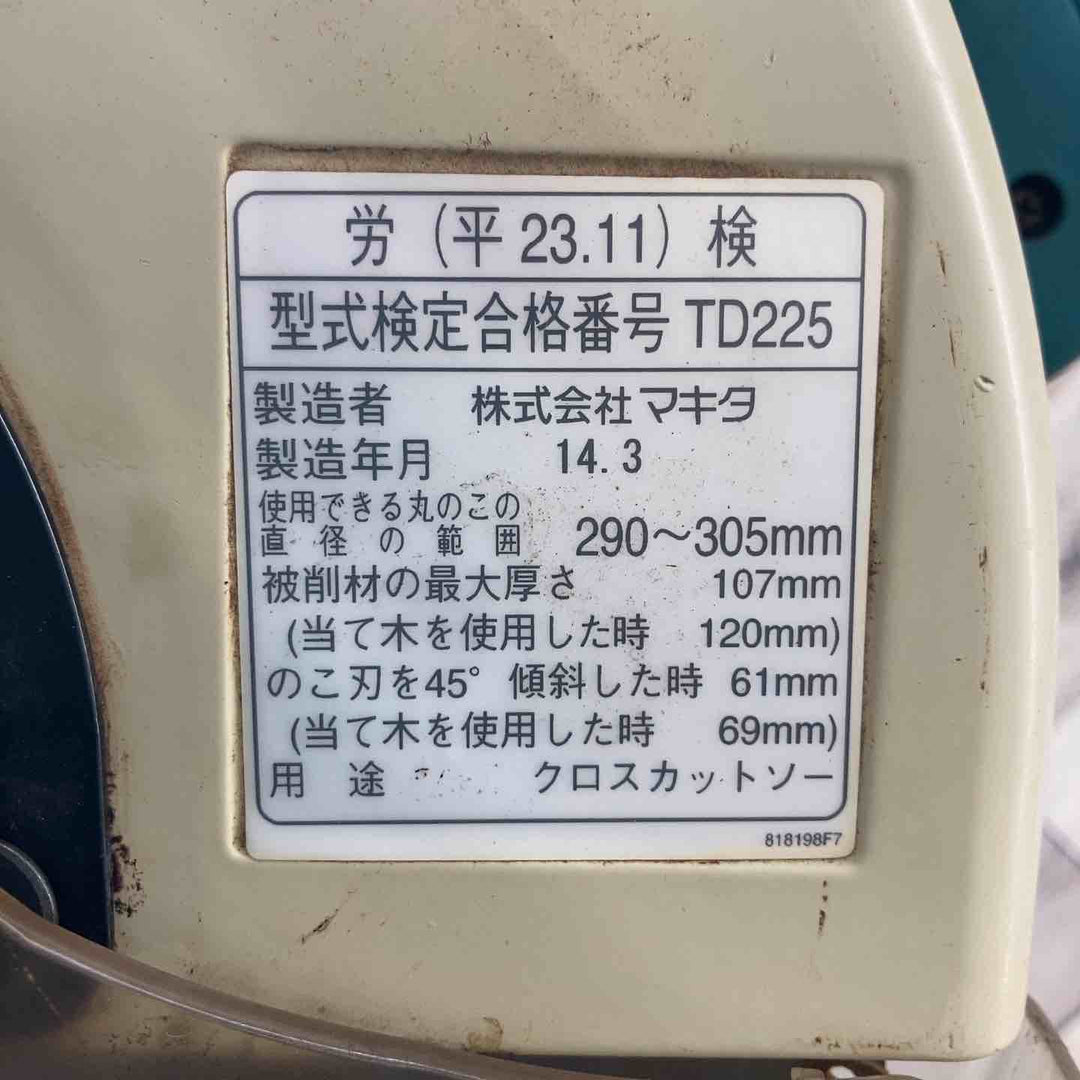 労（平 23.11）検
型式検定合格番号 TD225
製造者 株式会社マキタ
製造年月 14.3
使用できる丸のこの
直径の範囲 290～305mm
被削材の最大厚さ 107mm
(当て木を使用した時 120mm)
のこ刃を45°傾斜した時 61mm
(当て木を使用した時 69mm)
用途 クロスカットソー
818198F7